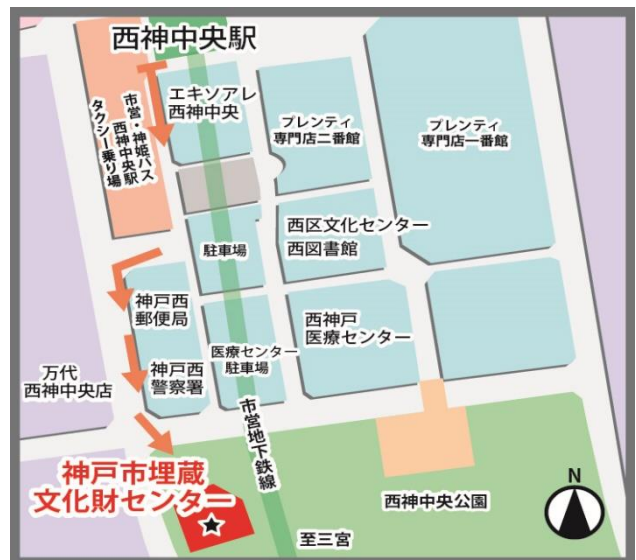 西神中央駅
エキソアレ
西神中央
市営・神姫バス
西神中央駅
タクシー乗り場
プレンティ
専門店二番館
プレンティ
専門店一番館
西区文化センター
西図書館
駐車場
神戸西
郵便局
西神戸
医療センター
医療センター
駐車場
神戸西
警察署
万代
西神中央店
市営地下鉄線
神戸市埋蔵
文化財センター
西神中央公園
至三宮
N